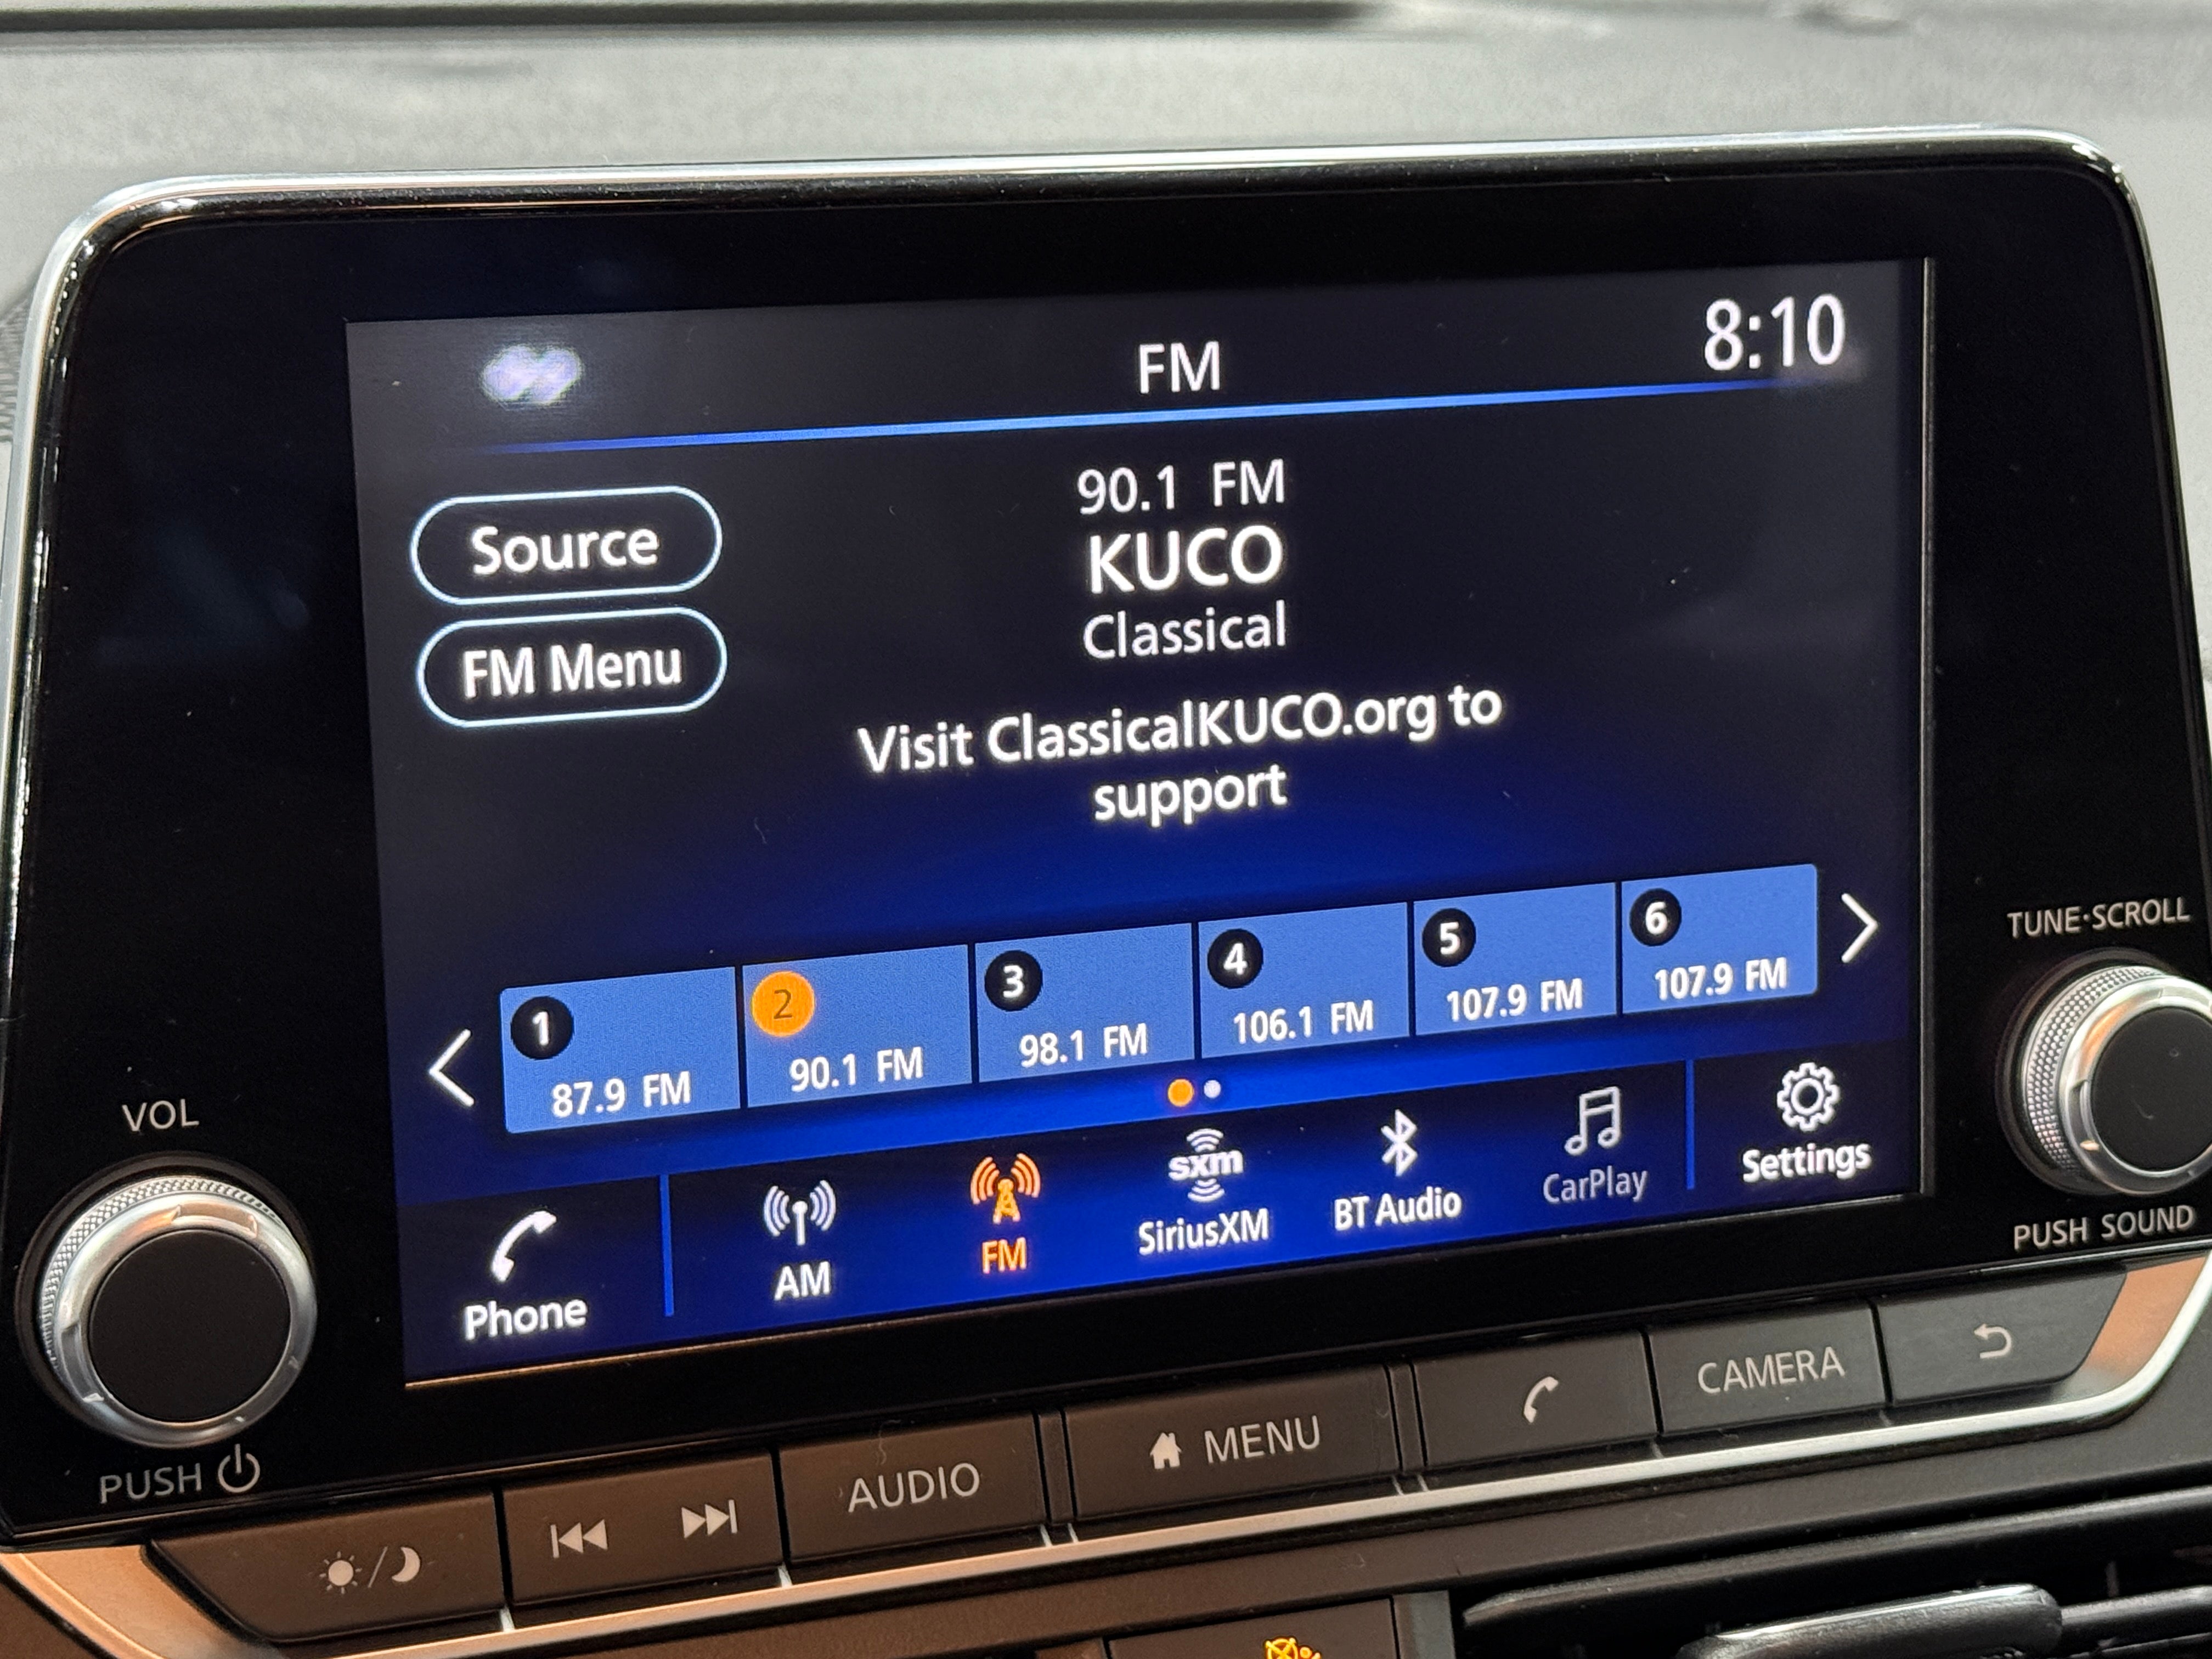 FM
8:10
90.1 FM
KUCO
Classical
Source
FM Menu
Visit ClassicalKUCO.org to
support
1
87.9 FM
2
90.1 FM
3
98.1 FM
4
106.1 FM
5
107.9 FM
6
107.9 FM
Phone
AM
FM
sxm
SiriusXM
BT Audio
CarPlay
Settings
VOL
PUSH
TUNE·SCROLL
PUSH SOUND
AUDIO
MENU
CAMERA